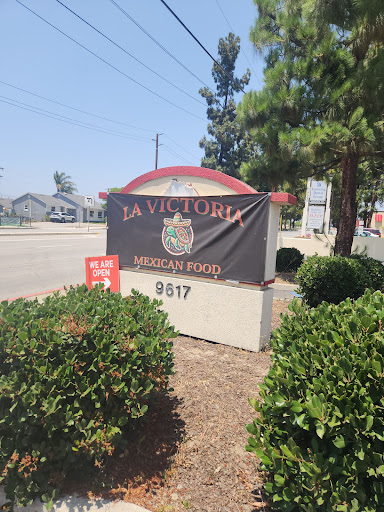 LA VICTORIA
MEXICAN FOOD
WE ARE
OPEN
9617